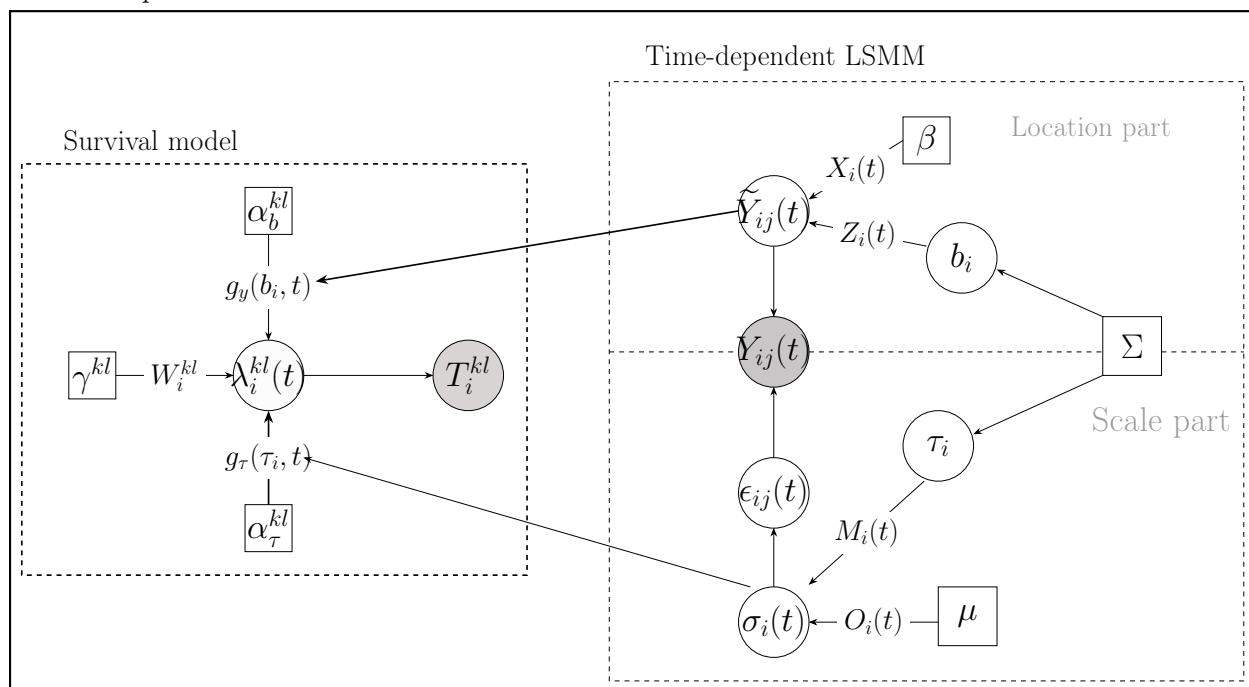 Time-dependent LSMM
Location part
β
X_i(t)
Ỹ_{ij}(t)
Z_i(t)
b_i
Survival model
α_b^{kl}
g_y(b_i, t)
γ^{kl}
W_i^{kl}
λ_i^{kl}(t)
T_i^{kl}
Y_{ij}(t)
Σ
Scale part
g_τ(τ_i, t)
τ_i
ϵ_{ij}(t)
α_τ^{kl}
M_i(t)
σ_i(t)
O_i(t)
μ